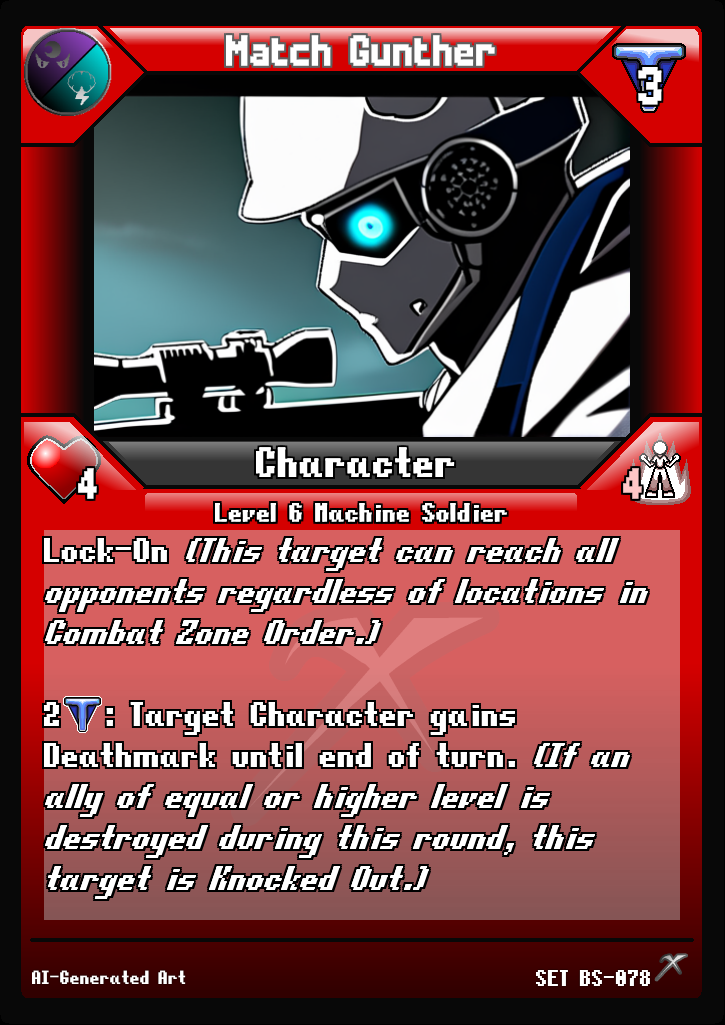 Match Gunther
3
Character
4
4
Level 6 Machine Soldier
Lock-On (This target can reach all
opponents regardless of locations in
Combat Zone Order.)
2T: Target Character gains
Deathmark until end of turn. (If an
ally of equal or higher level is
destroyed during this round, this
target is Knocked Out.)
AI-Generated Art
SET BS-078